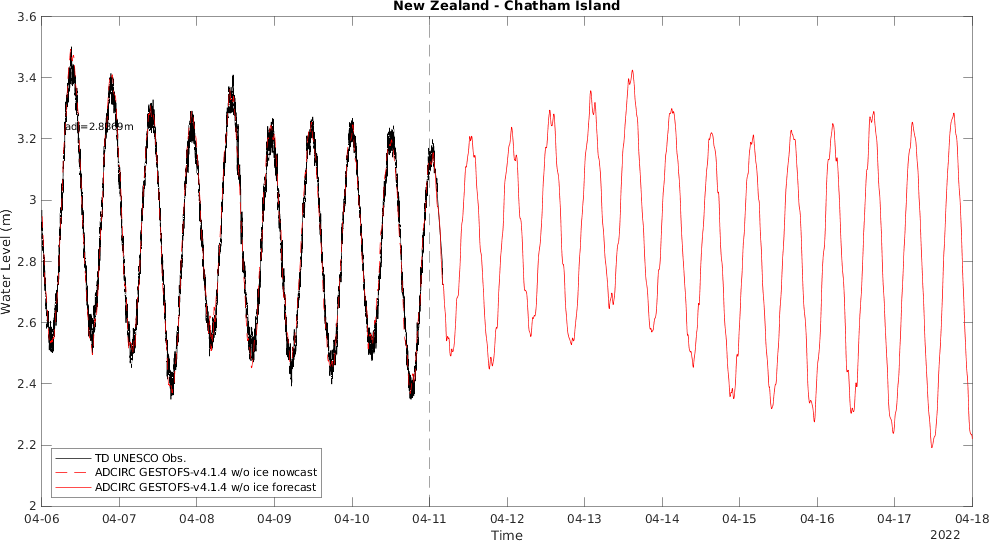 New Zealand - Chatham Island
3.6
3.4
3.2
3
2.8
2.6
2.4
2.2
2
Water Level (m)
adj=2.8369m
TD UNESCO Obs.
ADCIRC GESTOFS-v4.1.4 w/o ice nowcast
ADCIRC GESTOFS-v4.1.4 w/o ice forecast
04-06 04-07 04-08 04-09 04-10 04-11 04-12 04-13 04-14 04-15 04-16 04-17 04-18
Time
2022